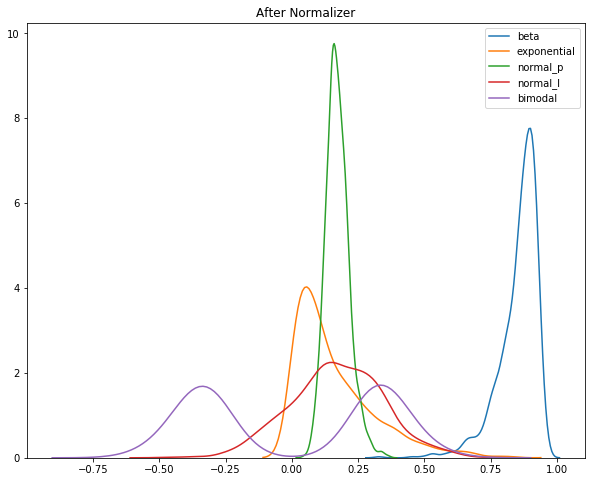 After Normalizer
beta
exponential
normal_p
normal_l
bimodal
10
8
6
4
2
0
−0.75 −0.50 −0.25 0.00 0.25 0.50 0.75 1.00